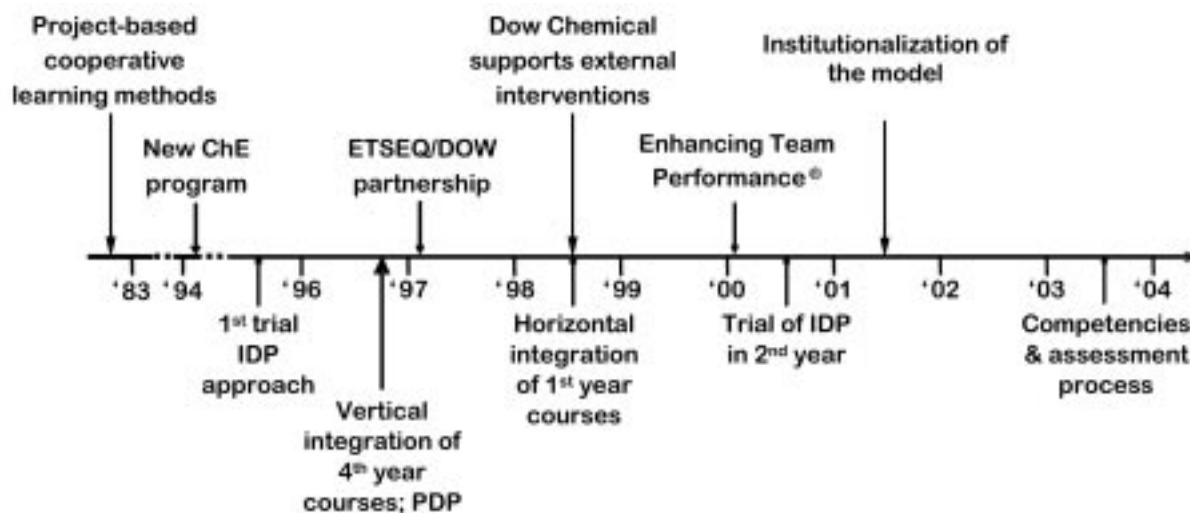 Project-based
cooperative
learning methods
Dow Chemical
supports external
interventions
Institutionalization of
the model
New ChE
program
ETSEQ/DOW
partnership
Enhancing Team
Performance®
‘83 ‘94 ‘96 ‘97 ‘98 ‘99 ‘00 ‘01 ‘02 ‘03 ‘04
1st trial
IDP
approach
Vertical
integration of
4th year
courses; PDP
Horizontal
integration
of 1st year
courses
Trial of IDP
in 2nd year
Competencies
& assessment
process